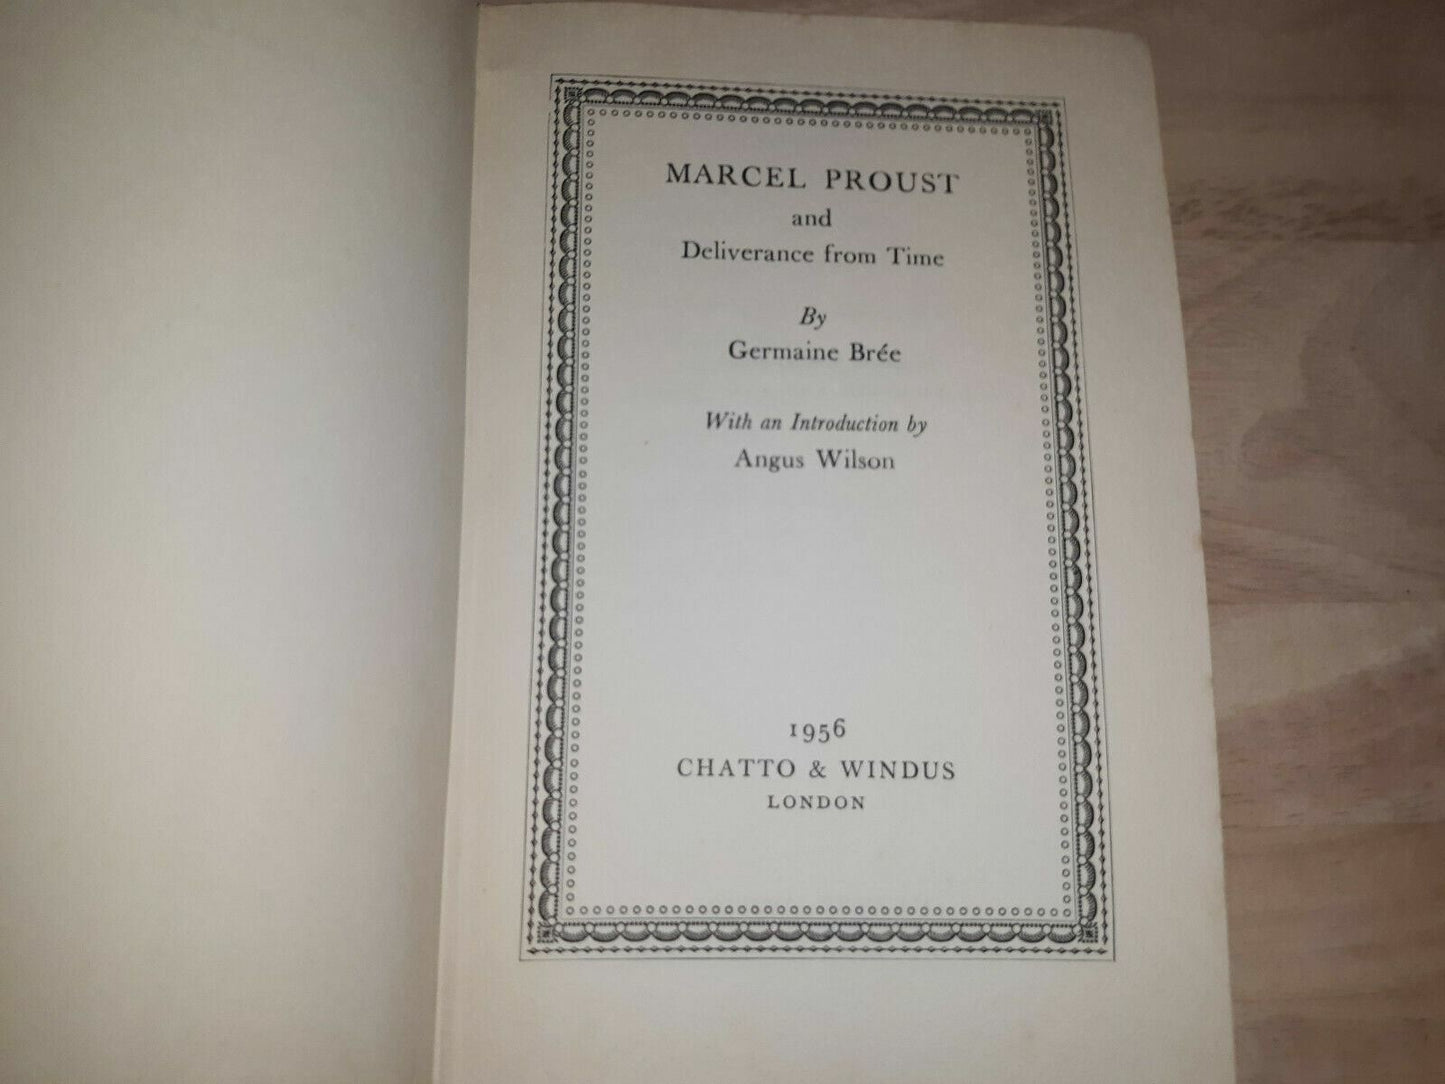 MARCEL PROUST
and
Deliverance from Time
By
Germaine Brée
With an Introduction by
Angus Wilson
1956
CHATTO & WINDUS
LONDON